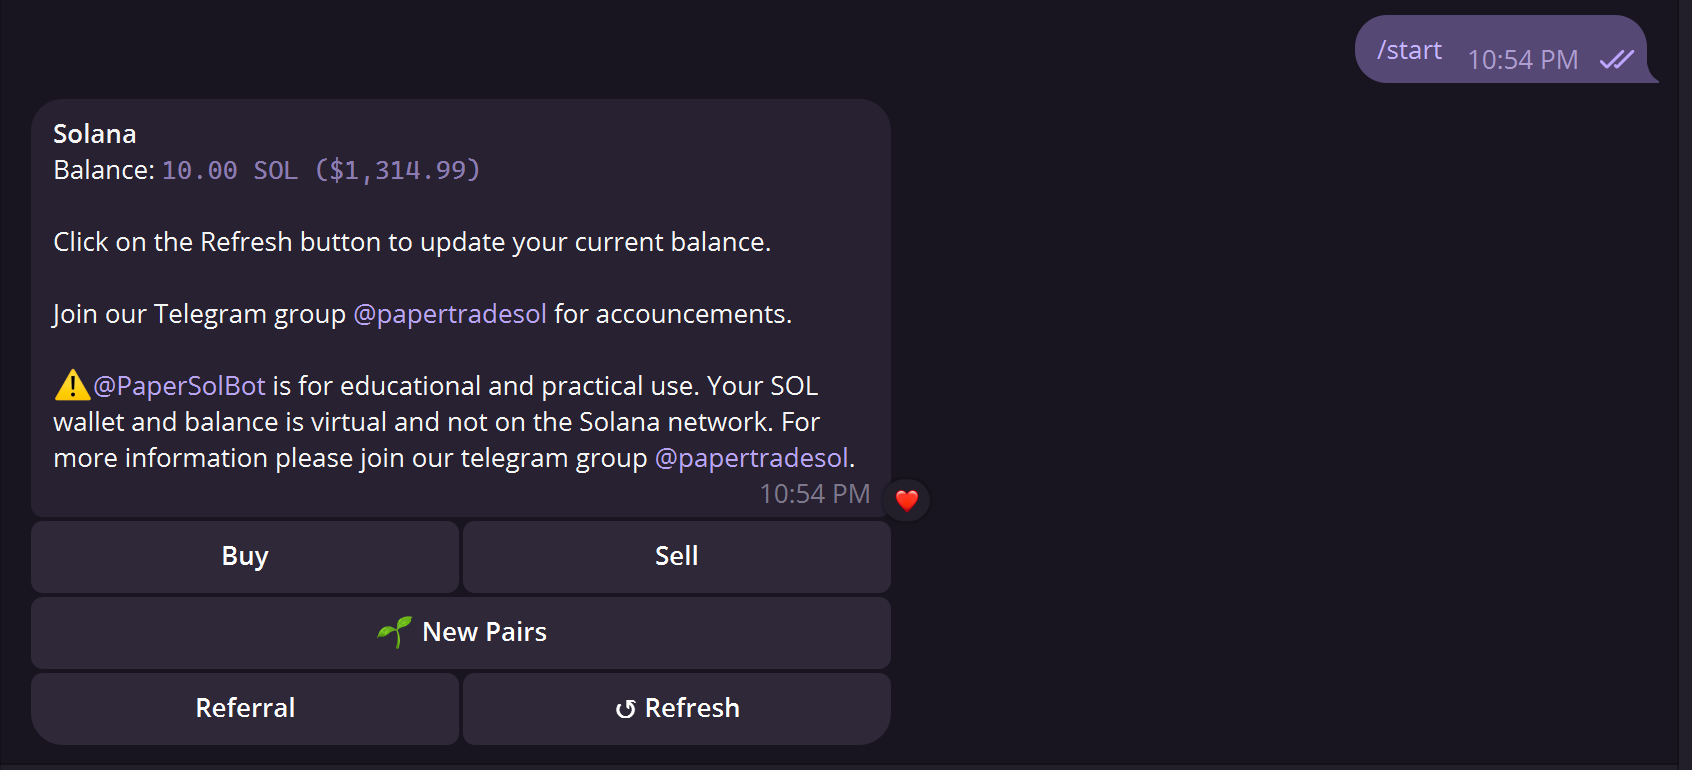 /start 10:54 PM
Solana
Balance: 10.00 SOL ($1,314.99)
Click on the Refresh button to update your current balance.
Join our Telegram group @papertradesol for accouncements.
⚠️@PaperSolBot is for educational and practical use. Your SOL
wallet and balance is virtual and not on the Solana network. For
more information please join our telegram group @papertradesol.
10:54 PM
Buy
Sell
🌱 New Pairs
Referral
↺ Refresh